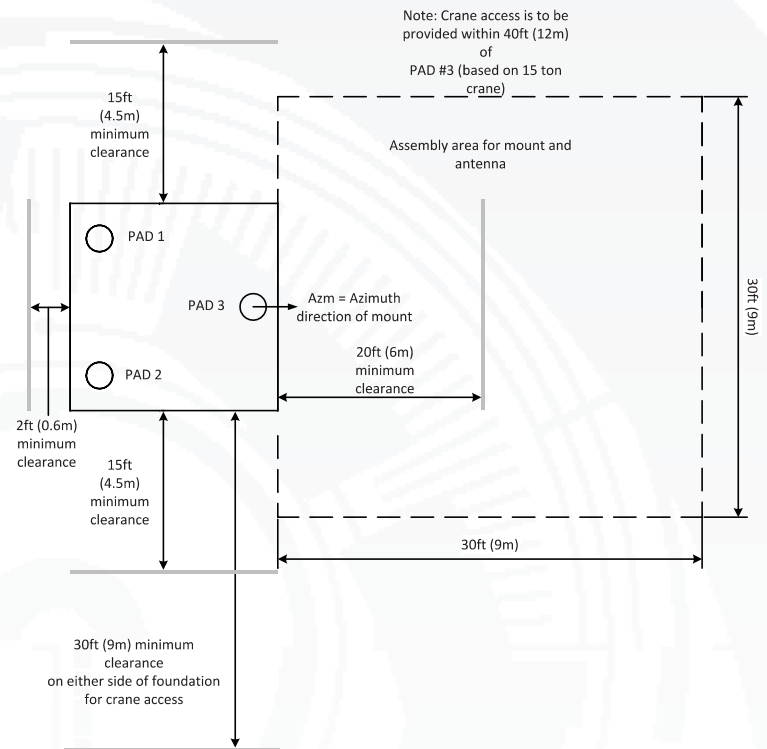 Note: Crane access is to be
provided within 40ft (12m)
of
PAD #3 (based on 15 ton
crane)
15ft
(4.5m)
minimum
clearance
Assembly area for mount and
antenna
PAD 1
PAD 3
Azm = Azimuth
direction of mount
30ft (9m)
20ft (6m)
minimum
clearance
PAD 2
2ft (0.6m)
minimum
clearance
15ft
(4.5m)
minimum
clearance
30ft (9m)
30ft (9m) minimum
clearance
on either side of foundation
for crane access